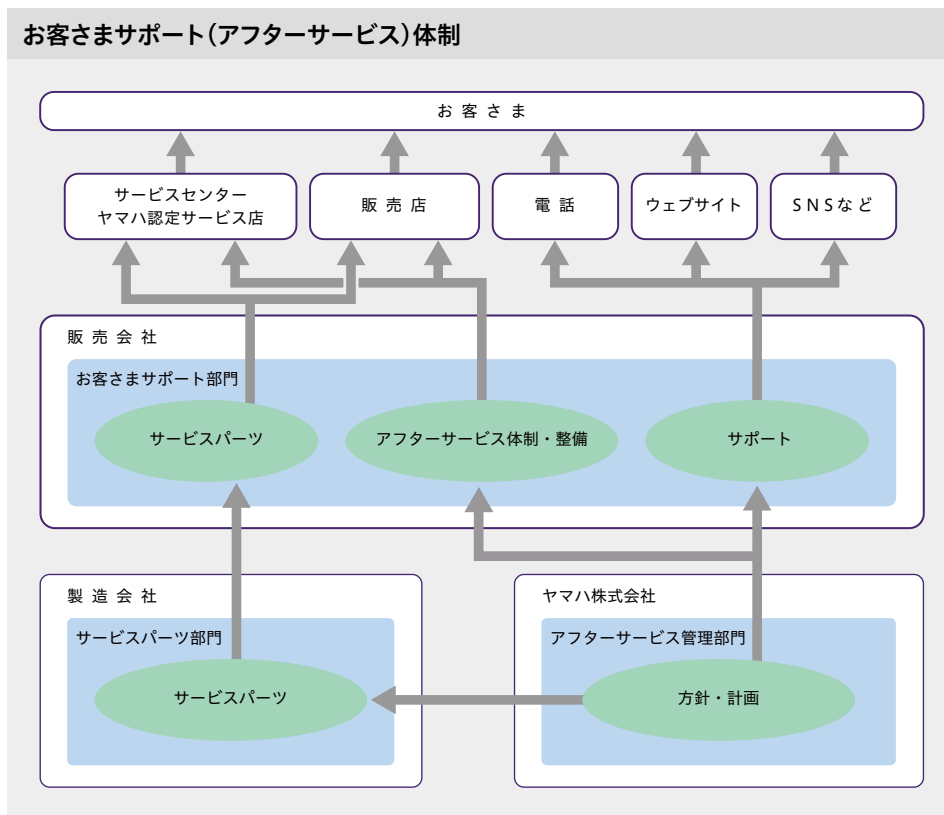 お客さまサポート（アフターサービス）体制
お客さま
サービスセンター
ヤマハ認定サービス店
販売店
電話
ウェブサイト
SNSなど
販売会社
お客さまサポート部門
サービスパーツ
アフターサービス体制・整備
サポート
製造会社
サービスパーツ部門
サービスパーツ
ヤマハ株式会社
アフターサービス管理部門
方針・計画